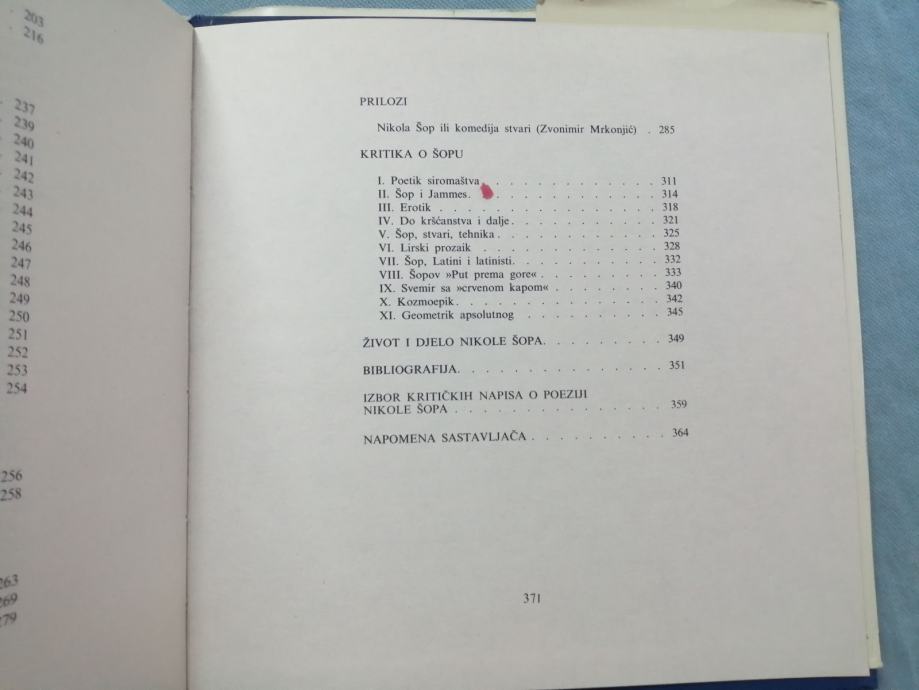 203
216
237
239
240
241
242
243
244
245
246
247
248
249
250
251
252
253
254
256
258
263
269
279
PRILOZI
Nikola Šop ili komedija stvari (Zvonimir Mrkonjić) . 285
KRITIKA O ŠOPU
I. Poetik siromaštva . . . . . . . . . . . 311
II. Šop i Jammes. . . . . . . . . . . . 314
III. Erotik . . . . . . . . . . . . . . 318
IV. Do kršćanstva i dalje . . . . . . . . . 321
V. Šop, stvari, tehnika . . . . . . . . . . 325
VI. Lirski prozaik . . . . . . . . . . . . 328
VII. Šop, Latini i latinisti. . . . . . . . . . 332
VIII. Šopov »Put prema gore« . . . . . . . . 333
IX. Svemir sa »crvenom kapom« . . . . . . . 340
X. Kozmoepik . . . . . . . . . . . . . 342
XI. Geometrik apsolutnog . . . . . . . . . 345
ŽIVOT I DJELO NIKOLE ŠOPA. . . . . . . . 349
BIBLIOGRAFIJA. . . . . . . . . . . . . . 351
IZBOR KRITIČKIH NAPISA O POEZIJI
NIKOLE ŠOPA . . . . . . . . . . . . . . 359
NAPOMENA SASTAVLJAČA . . . . . . . . . 364
371